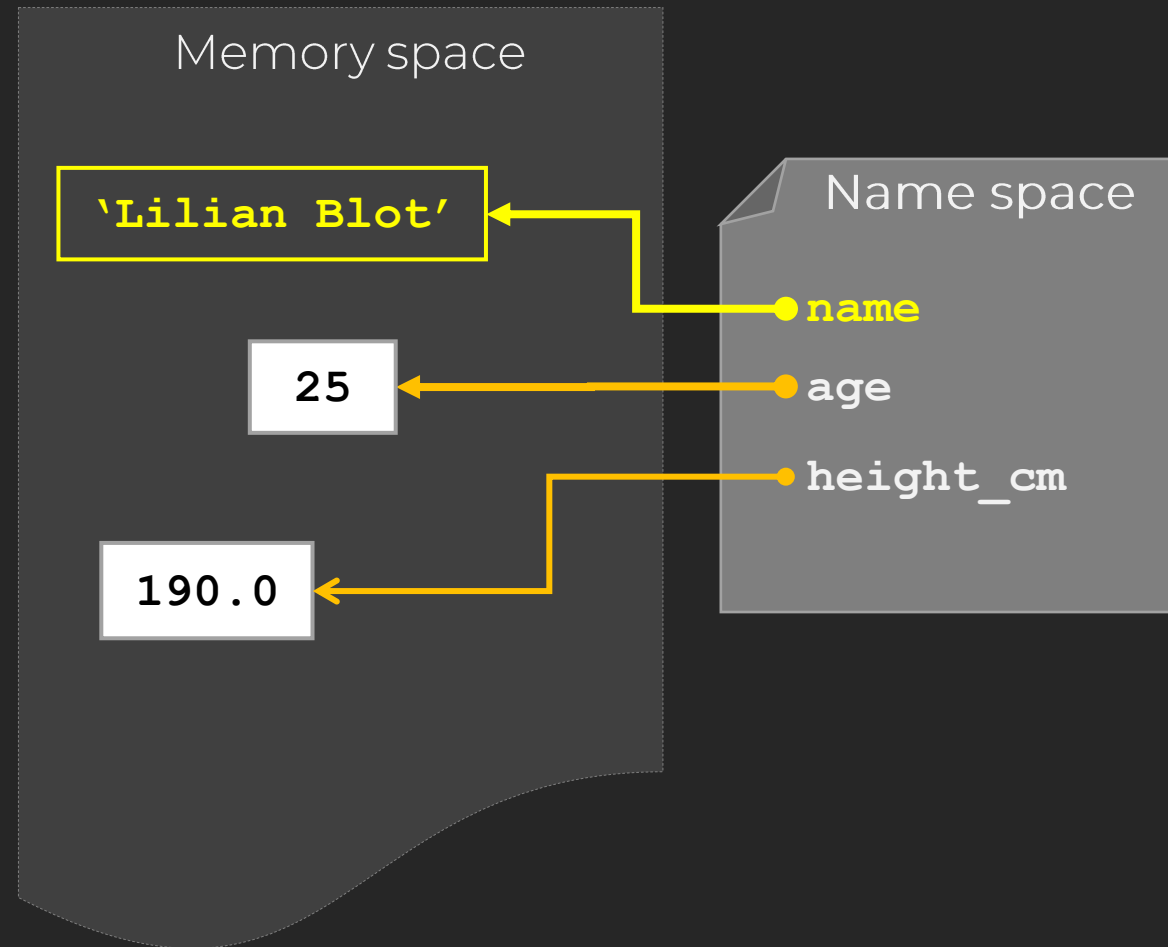 Memory space
‘Lilian Blot’
25
190.0
Name space
name
age
height_cm